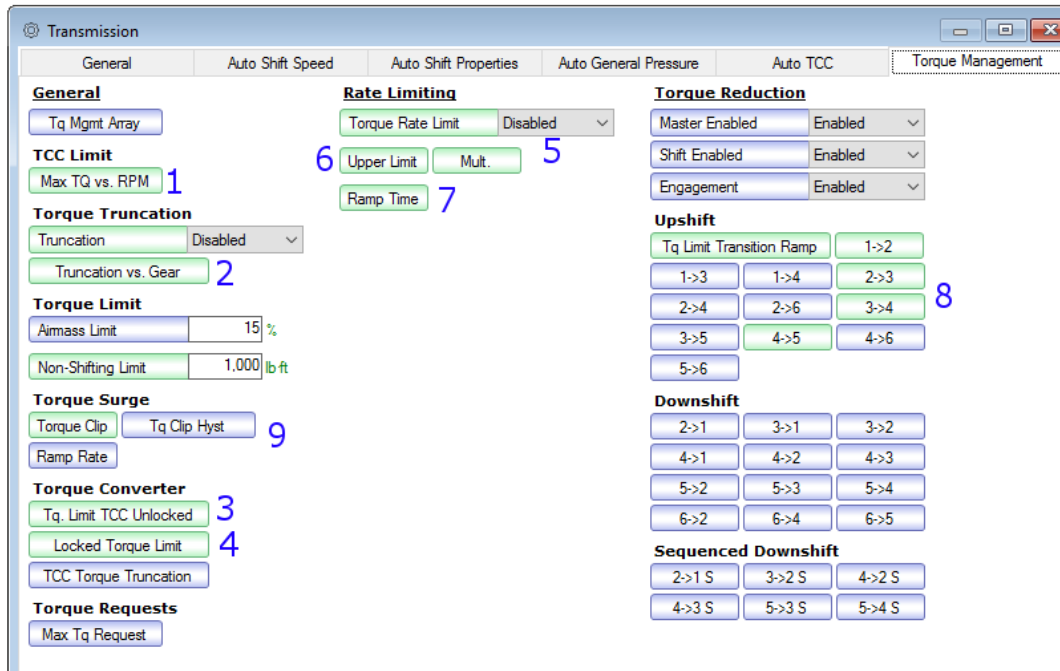 Transmission
General Auto Shift Speed Auto Shift Properties Auto General Pressure Auto TCC Torque Management
General
Tq Mgmt Array
TCC Limit
Max TQ vs. RPM 1
Torque Truncation
Truncation Disabled
Truncation vs. Gear 2
Torque Limit
Airmass Limit 15 %
Non-Shifting Limit 1,000 lb·ft
Torque Surge
Torque Clip Tq Clip Hyst 9
Ramp Rate
Torque Converter
Tq. Limit TCC Unlocked 3
Locked Torque Limit 4
TCC Torque Truncation
Torque Requests
Max Tq Request
Rate Limiting
Torque Rate Limit Disabled
5
6 Upper Limit Mult.
Ramp Time 7
Torque Reduction
Master Enabled Enabled
Shift Enabled Enabled
Engagement Enabled
Upshift
Tq Limit Transition Ramp 1->2
1->3 1->4 2->3
2->4 2->6 3->4 8
3->5 4->5 4->6
5->6
Downshift
2->1 3->1 3->2
4->1 4->2 4->3
5->2 5->3 5->4
6->2 6->4 6->5
Sequenced Downshift
2->1 S 3->2 S 4->2 S
4->3 S 5->3 S 5->4 S